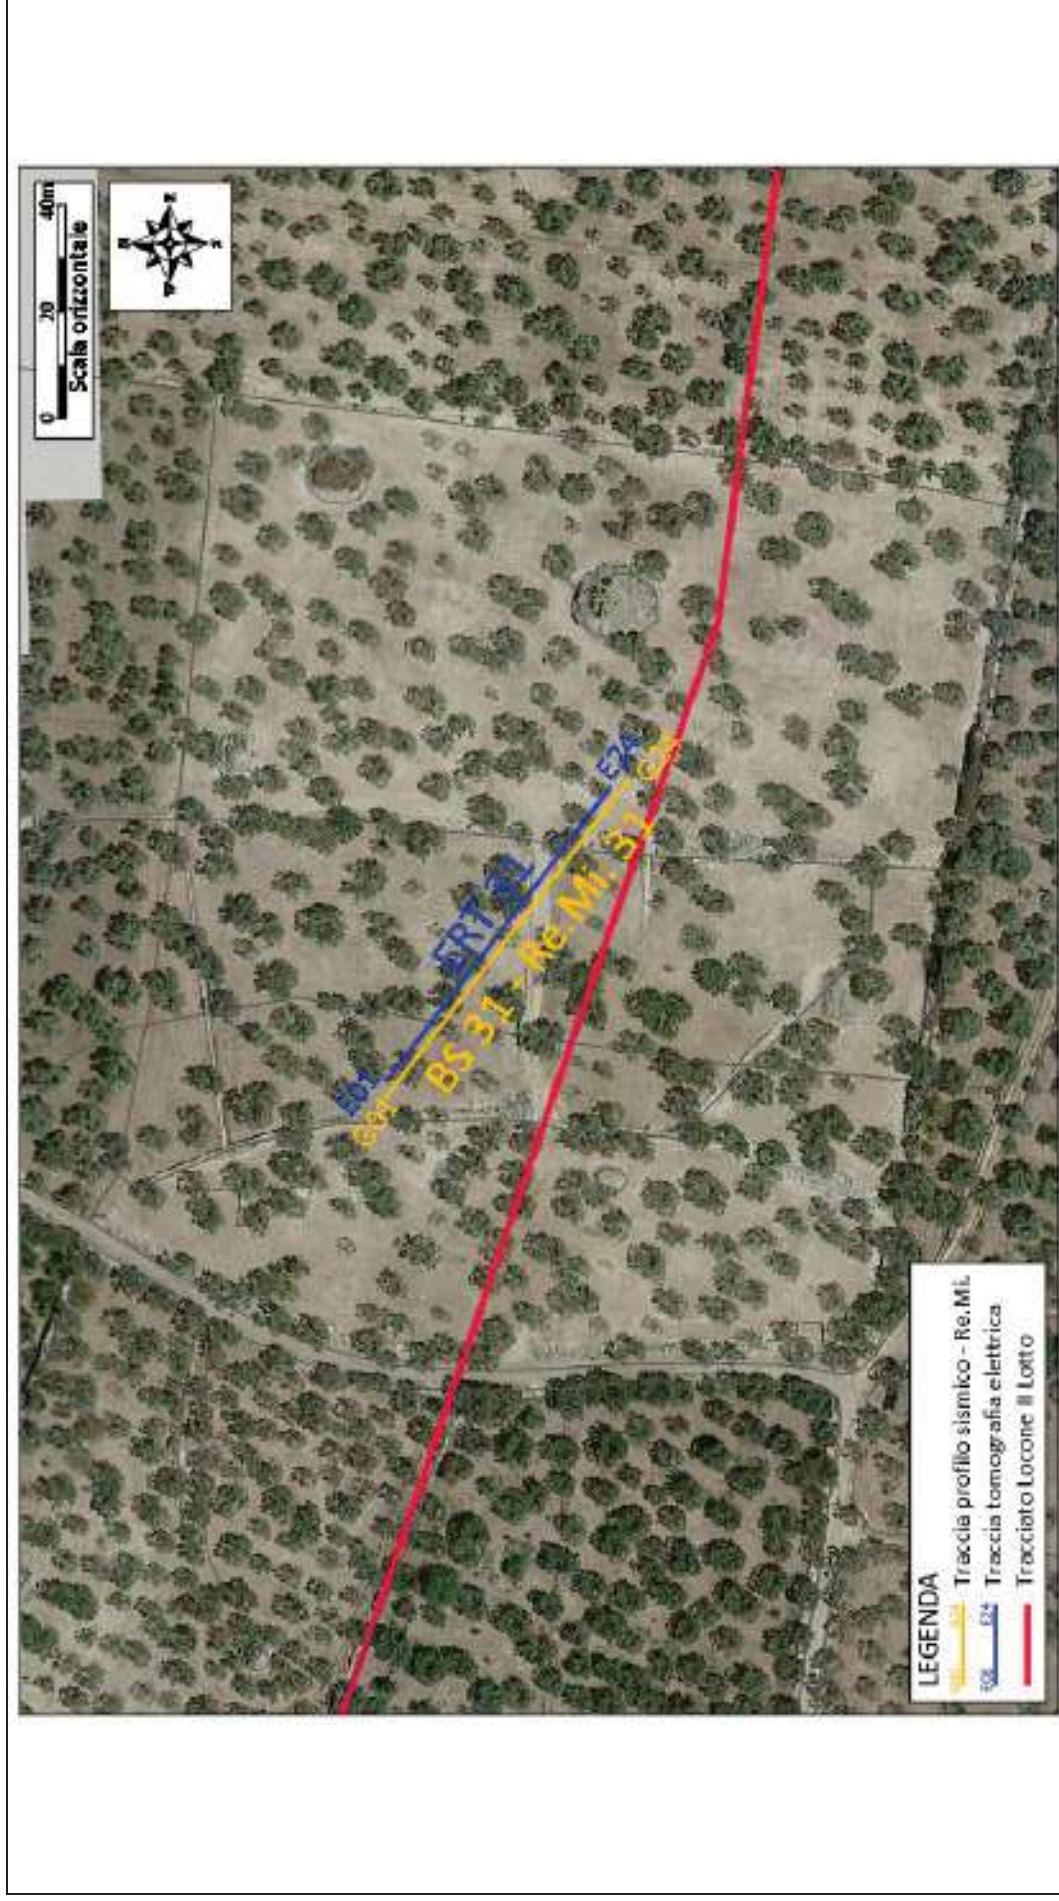 0 20 40m
Scala orizzontale
E01
ERT 31
E24
G01
BS 31 - Re.Mi. 31
LEGENDA
Traccia profilo sismico - Re.Mi.
E24
Traccia tomografia elettrica
Tracciato Locone II Lotto